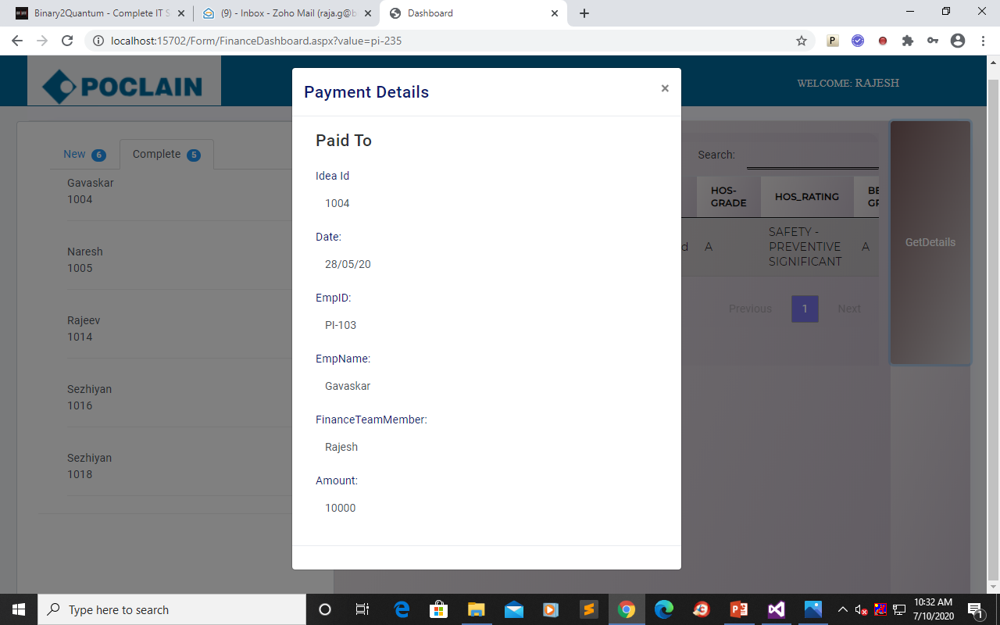 Binary2Quantum - Complete IT S
(9) - Inbox - Zoho Mail (raja.g@b
Dashboard
localhost:15702/Form/FinanceDashboard.aspx?value=pi-235
POCLAIN
WELCOME: RAJESH
New 6
Complete 5
Gavaskar
1004
Naresh
1005
Rajeev
1014
Sezhiyan
1016
Sezhiyan
1018
Payment Details
×
Paid To
Idea Id
1004
Date:
28/05/20
EmpID:
PI-103
EmpName:
Gavaskar
FinanceTeamMember:
Rajesh
Amount:
10000
Search:
HOS-
GRADE
HOS_RATING
BE
GR
d
A
SAFETY -
PREVENTIVE
SIGNIFICANT
A
Previous
1
Next
GetDetails
Type here to search
10:32 AM
7/10/2020
1